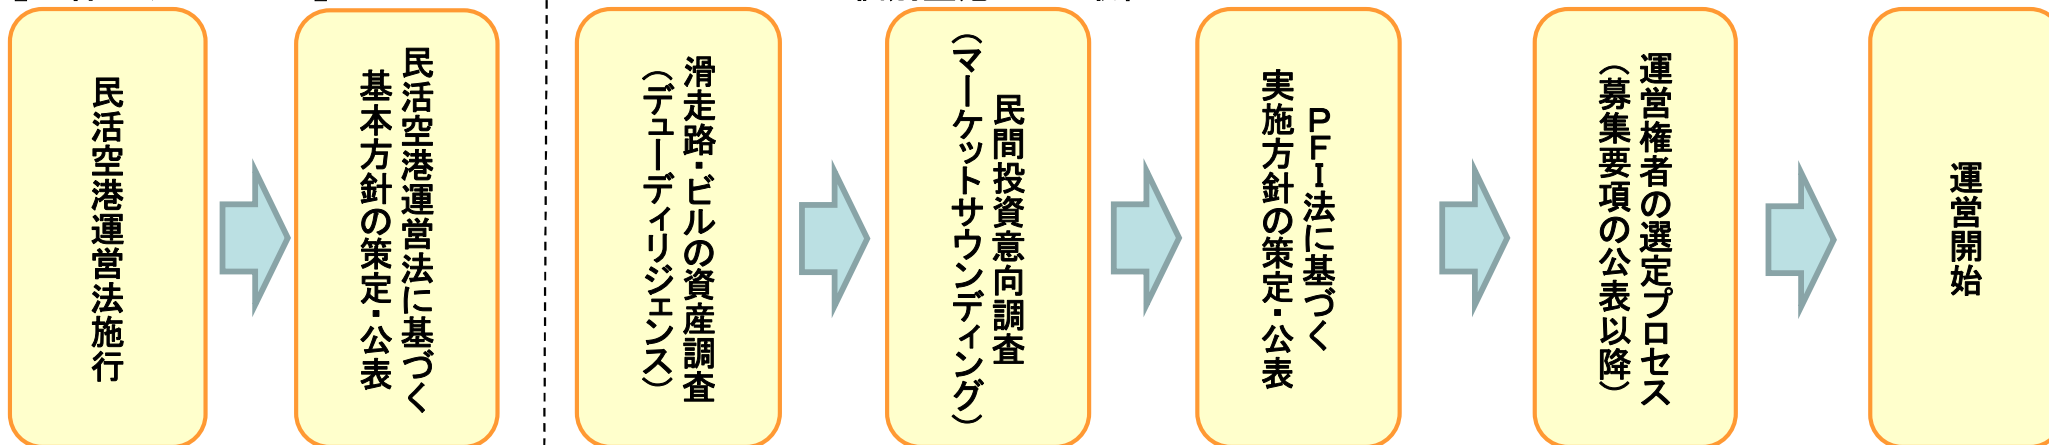 民活空港運営法施行
民活空港運営法に基づく
基本方針の策定・公表
滑走路・ビルの資産調査
(デューディリジェンス)
民間投資意向調査
(マーケットサウンディング)
PFI法に基づく
実施方針の策定・公表
運営権者の選定プロセス
(募集要項の公表以降)
運営開始